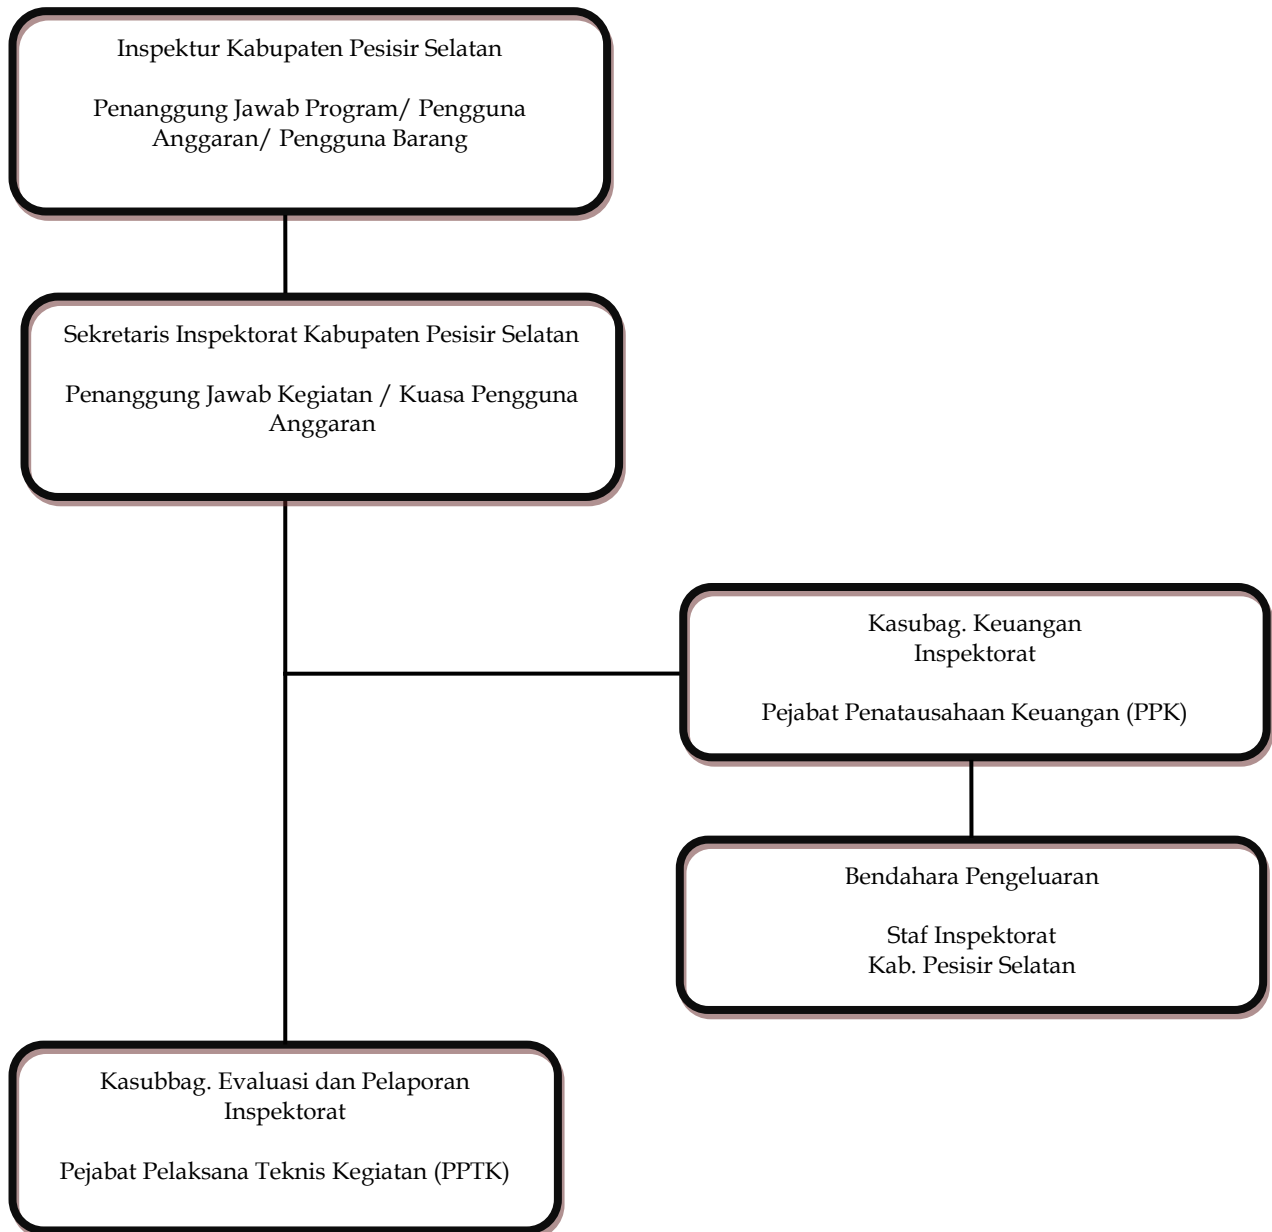 Inspektur Kabupaten Pesisir Selatan
Penanggung Jawab Program/ Pengguna
Anggaran/ Pengguna Barang
Sekretaris Inspektorat Kabupaten Pesisir Selatan
Penanggung Jawab Kegiatan / Kuasa Pengguna
Anggaran
Kasubag. Keuangan
Inspektorat
Pejabat Penatausahaan Keuangan (PPK)
Bendahara Pengeluaran
Staf Inspektorat
Kab. Pesisir Selatan
Kasubbag. Evaluasi dan Pelaporan
Inspektorat
Pejabat Pelaksana Teknis Kegiatan (PPTK)